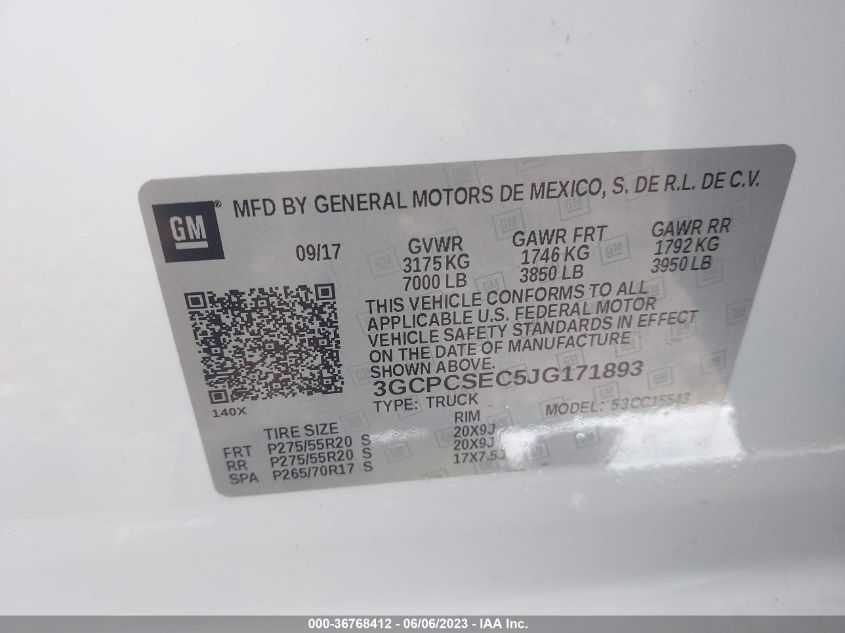 GM ® MFD BY GENERAL MOTORS DE MEXICO, S. DE R.L. DE C.V.
09/17 GVWR GAWR FRT GAWR RR
3175 KG 1746 KG 1792 KG
7000 LB 3850 LB 3950 LB
THIS VEHICLE CONFORMS TO ALL
APPLICABLE U.S. FEDERAL MOTOR
VEHICLE SAFETY STANDARDS IN EFFECT
ON THE DATE OF MANUFACTURE
SHOWN ABOVE.
3GCPCSEC5JG171893
140X
TYPE: TRUCK MODEL: 53CC15543
TIRE SIZE RIM
FRT P275/55R20 S 20X9J
RR P275/55R20 S 20X9J
SPA P265/70R17 S 17X7.5J
000-36768412 - 06/06/2023 - IAA Inc.